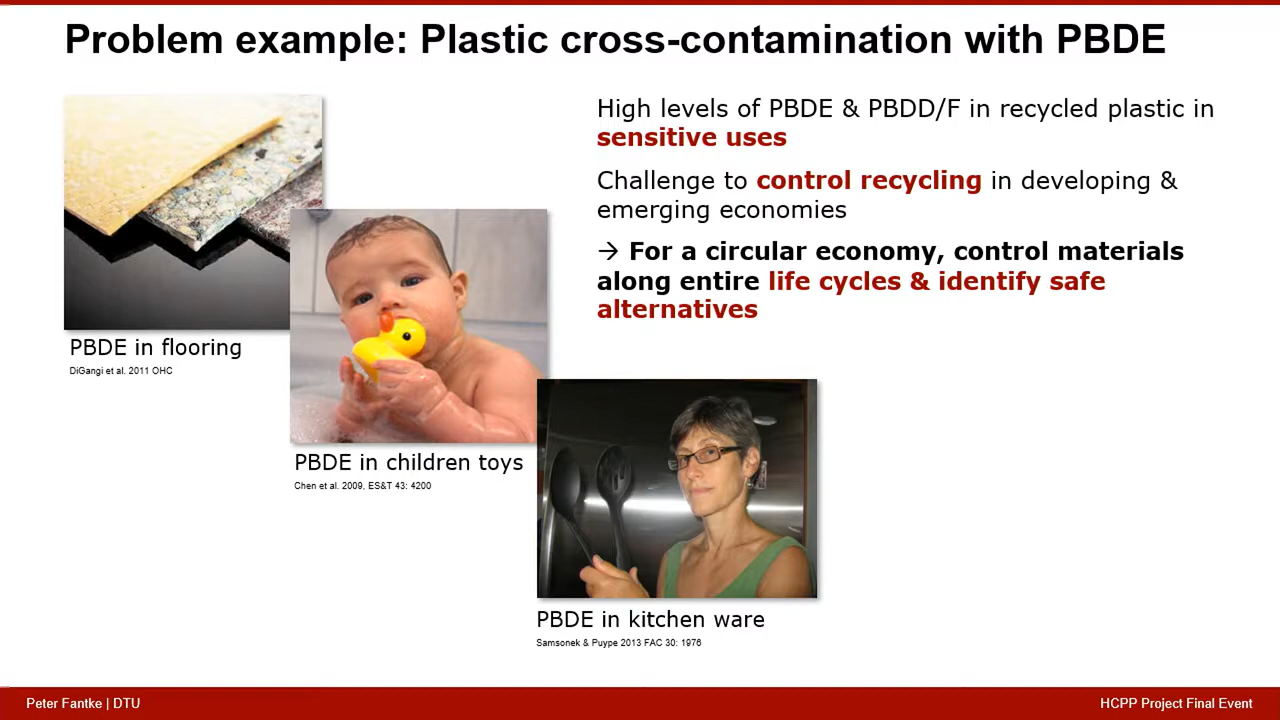 Problem example: Plastic cross-contamination with PBDE
High levels of PBDE & PBDD/F in recycled plastic in
sensitive uses
Challenge to control recycling in developing &
emerging economies
→ For a circular economy, control materials
along entire life cycles & identify safe
alternatives
PBDE in flooring
DiGangi et al. 2011 OHC
PBDE in children toys
Chen et al. 2009, ES&T 43: 4200
PBDE in kitchen ware
Samsonek & Puype 2013 FAC 30: 1976
Peter Fantke | DTU
HCPP Project Final Event